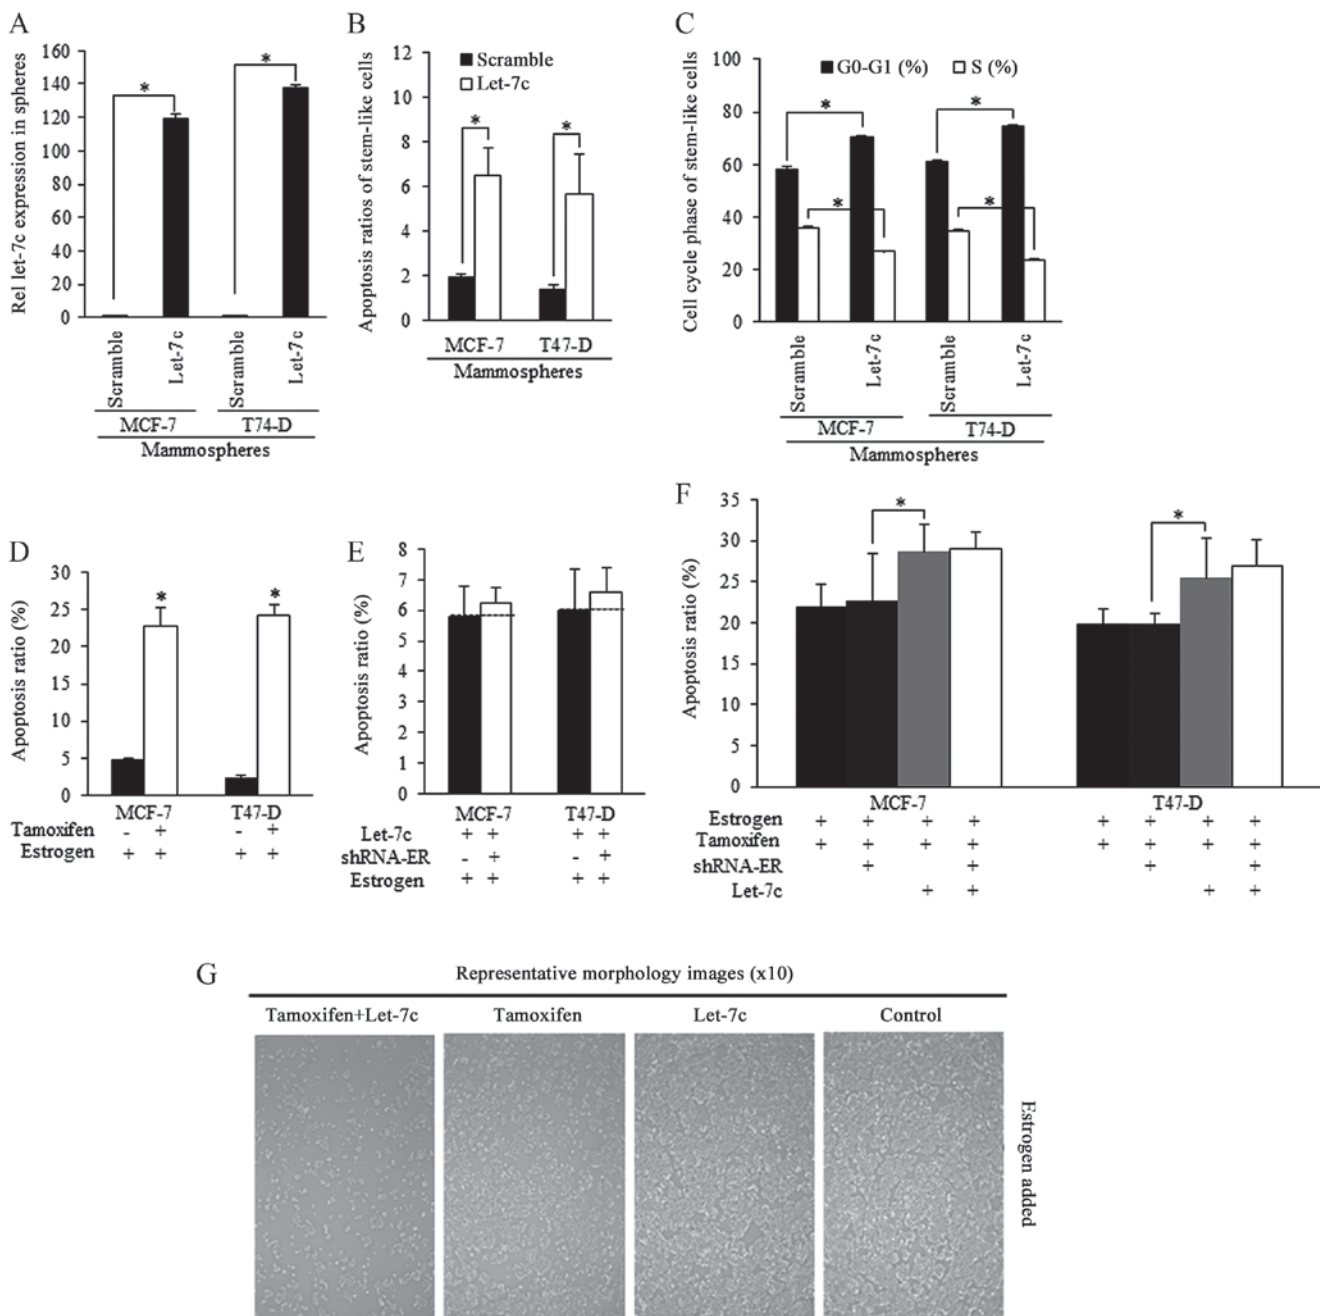 A
Rel let-7c expression in spheres
160
140
120
100
80
60
40
20
0
*
*
Scramble
Let-7c
Scramble
Let-7c
MCF-7
T74-D
Mammospheres
B
Apoptosis ratios of stem-like cells
12
10
8
6
4
2
0
Scramble
Let-7c
*
*
MCF-7
T47-D
Mammospheres
C
Cell cycle phase of stem-like cells
100
80
60
40
20
0
G0-G1 (%)
S (%)
*
*
*
*
Scramble
Let-7c
Scramble
Let-7c
MCF-7
T74-D
Mammospheres
D
Apoptosis ratio (%)
30
25
20
15
10
5
0
*
*
MCF-7
T47-D
Tamoxifen - + - +
Estrogen + + + +
E
Apoptosis ratio (%)
8
7
6
5
4
3
2
1
0
MCF-7
T47-D
Let-7c + + + +
shRNA-ER - + - +
Estrogen + + + +
F
Apoptosis ratio (%)
35
30
25
20
15
10
5
0
*
*
MCF-7
T47-D
Estrogen + + + + + + + +
Tamoxifen + + + + + + + +
shRNA-ER + + + +
Let-7c + + + +
G
Representative morphology images (x10)
Tamoxifen+Let-7c
Tamoxifen
Let-7c
Control
Estrogen added